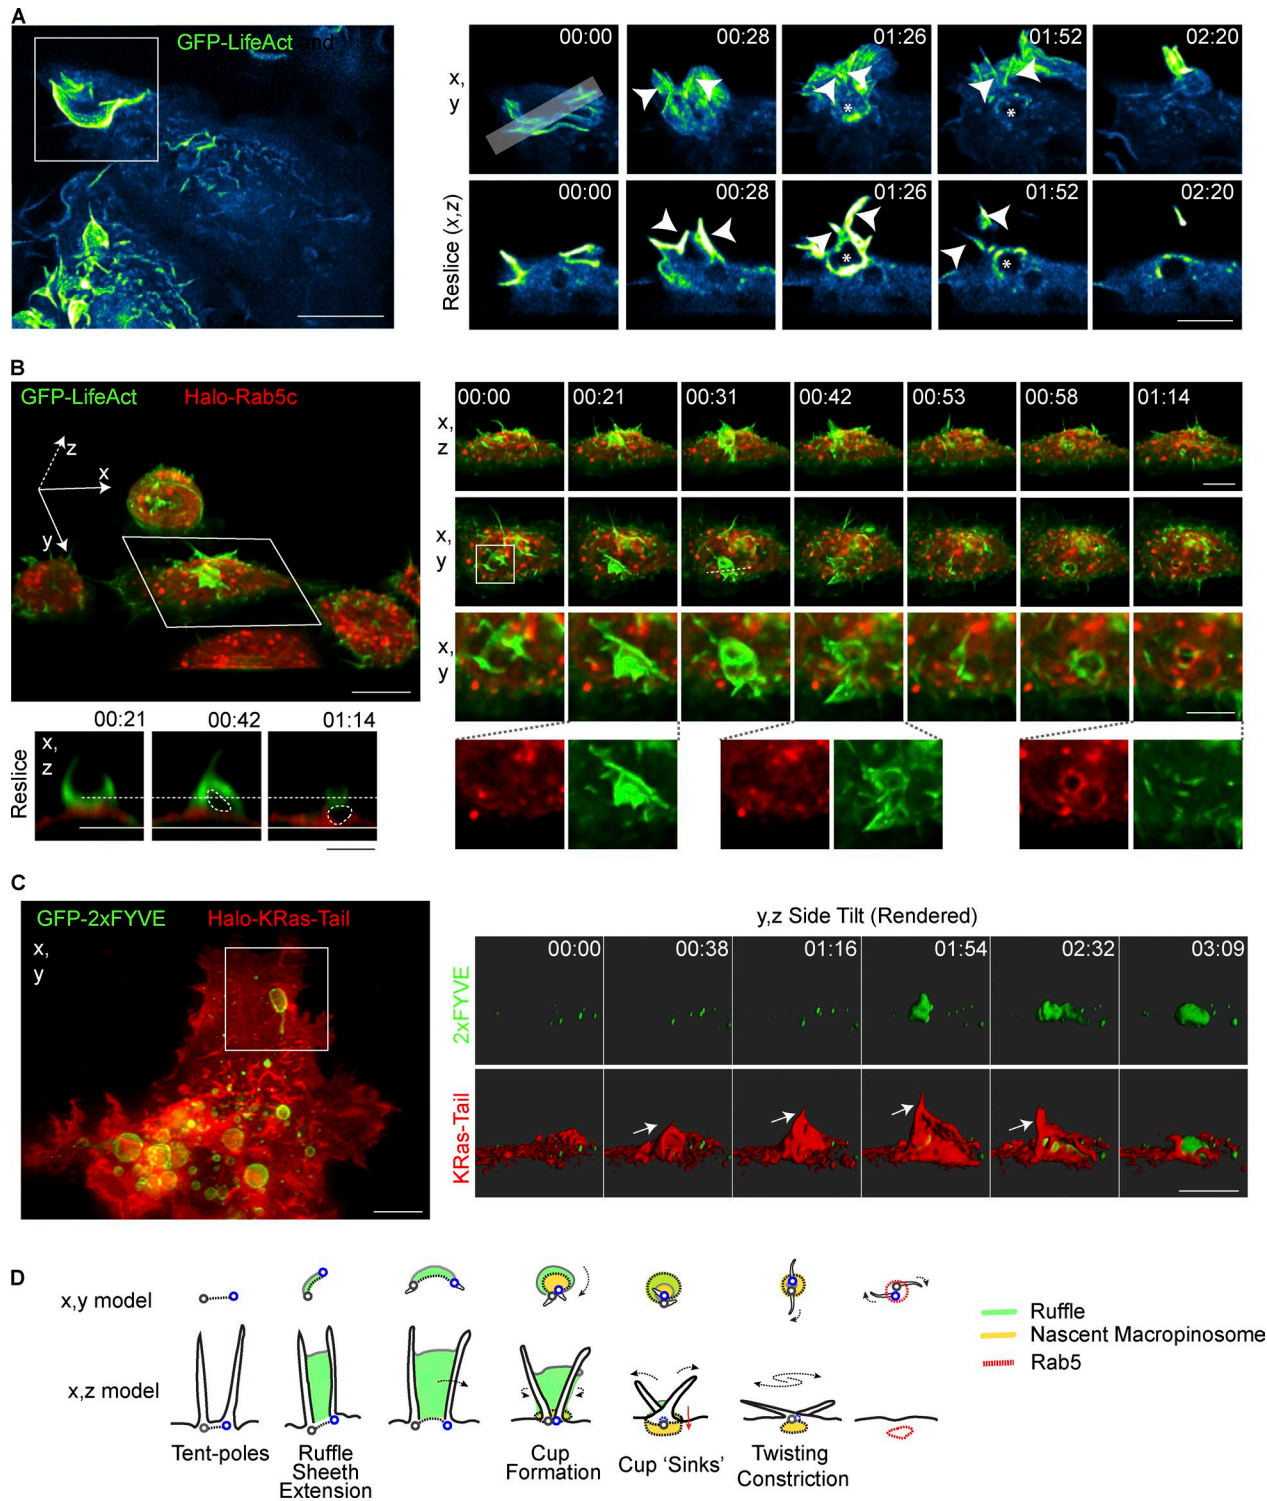 A
GFP-LifeAct and
x,
y
00:00
00:28
01:26
01:52
02:20
*
*
Reslice (x,z)
00:00
00:28
01:26
01:52
02:20
*
*
B
GFP-LifeAct
Halo-Rab5c
z
x
y
x,
z
00:00
00:21
00:31
00:42
00:53
00:58
01:14
x,
y
x,
y
00:21
00:42
01:14
Reslice
x,
z
C
GFP-2xFYVE
Halo-KRas-Tail
x,
y
y,z Side Tilt (Rendered)
2xFYVE
00:00
00:38
01:16
01:54
02:32
03:09
KRas-Tail
D
x,y model
x,z model
Tent-poles
Ruffle
Sheeth
Extension
Cup
Formation
Cup ‘Sinks’
Twisting
Constriction
Ruffle
Nascent Macropinosome
Rab5